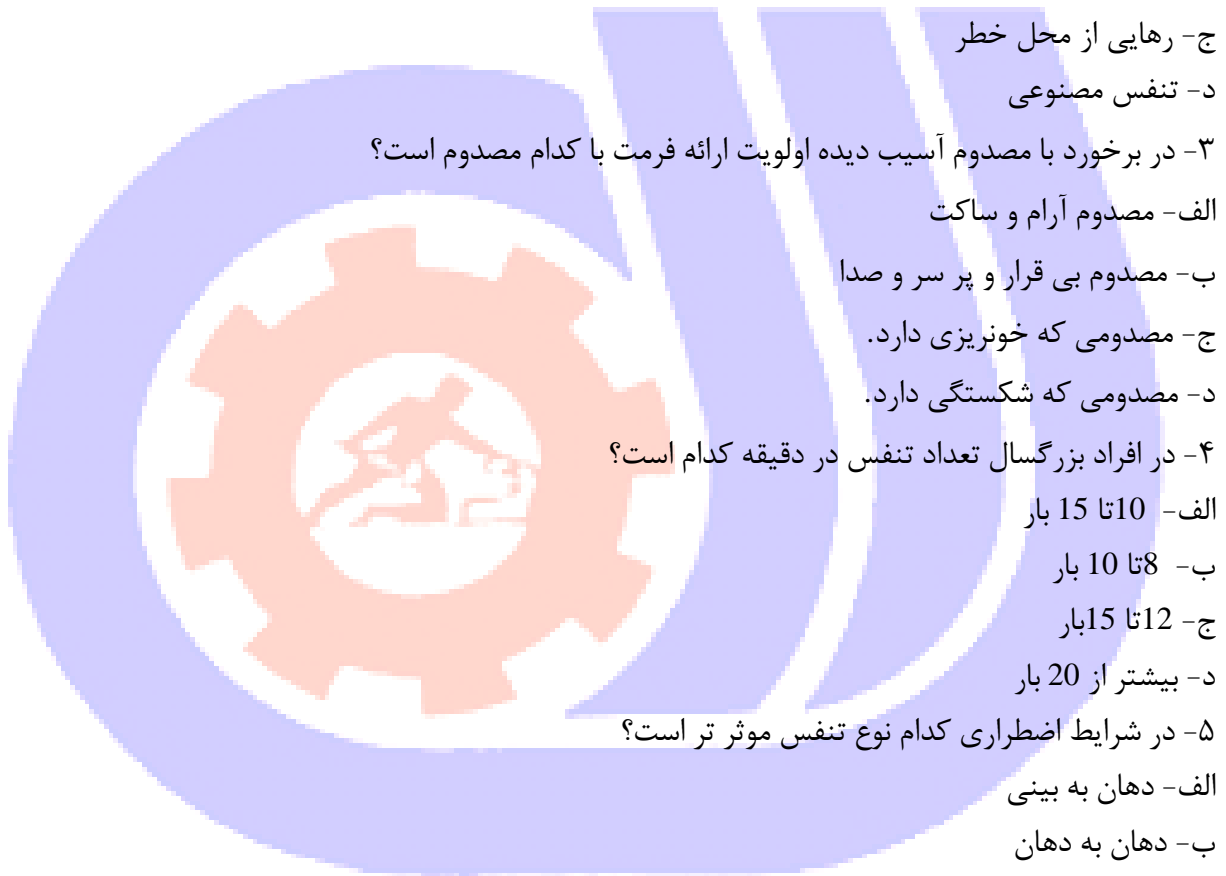 ج- رهایی از محل خطر
د- تنفس مصنوعی
۳- در برخورد با مصدوم آسیب دیده اولویت ارائه فرمت با کدام مصدوم است؟
الف- مصدوم آرام و ساکت
ب- مصدوم بی قرار و پر سر و صدا
ج- مصدومی که خونریزی دارد.
د- مصدومی که شکستگی دارد.
۴- در افراد بزرگسال تعداد تنفس در دقیقه کدام است؟
الف- 10تا 15 بار
ب- 8تا 10 بار
ج- 12تا 15بار
د- بیشتر از 20 بار
۵- در شرایط اضطراری کدام نوع تنفس موثر تر است؟
الف- دهان به بینی
ب- دهان به دهان